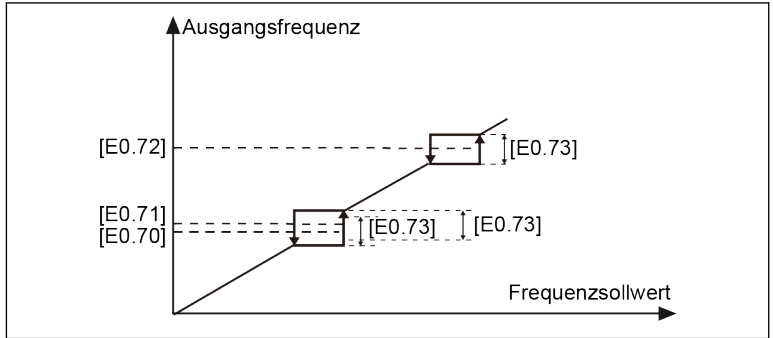 Ausgangsfrequenz
[E0.72]
[E0.73]
[E0.71]
[E0.70]
[E0.73]
[E0.73]
Frequenzsollwert